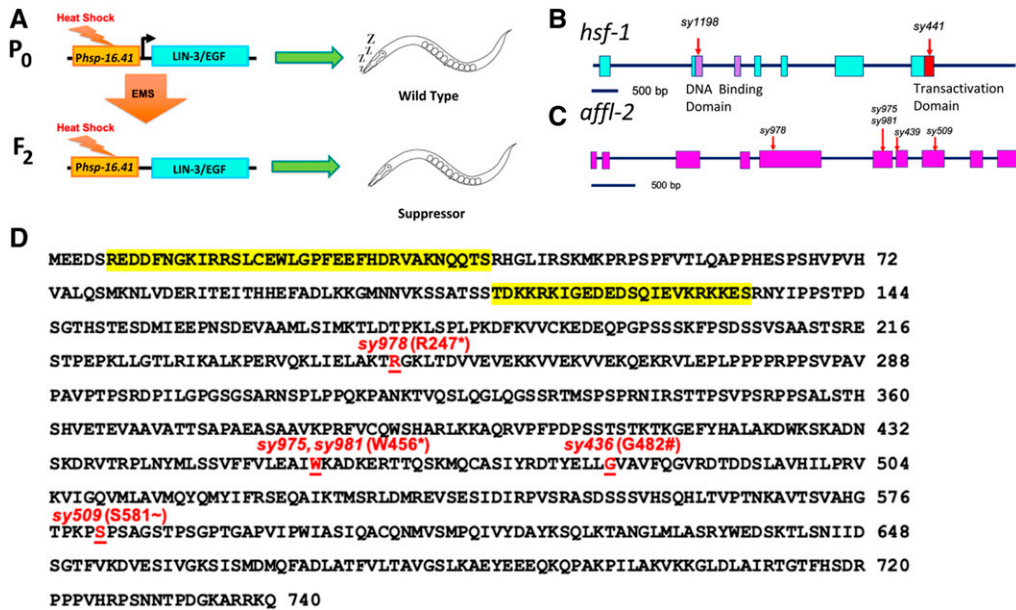 A
P0
Heat Shock
Phsp-16.41
LIN-3/EGF
Z
Z
Z
Z
Wild Type
EMS
F2
Heat Shock
Phsp-16.41
LIN-3/EGF
Suppressor
B
hsf-1
sy1198
sy441
500 bp
DNA Binding
Domain
Transactivation
Domain
C
affl-2
sy978
sy975
sy981
sy439
sy509
500 bp
D
MEEDSREDDFNGKIRRSLCEWLGPFEEFHDRVAKNQQTSRHGLIRSKMKPRPSPFVTLQAPPHESPSHVPVH 72
VALQSMKNLVDERITEITHHEFADLKKGMNNVKSSATSSTDKKRKIGEDEDSQIEVKRKKESRNYIPPSTPD 144
SGTHSTESDMIEEPNSDEVAAMLSIMKTLDTPKLSPLPKDFKVVCKEDEQPGPSSSKFPSDSSVSAASTSRE 216
STPEPKLLGTLRIKALKPERVQKLIELAKTRGKLTDVVEVEKKVVEKVVEKQEKRVLEPLPPPPRPPSVPAV 288
sy978 (R247*)
PAVPTPSRDPILGPGSGSARNSPLPPQKPANKTVQSLQGLQGSSRTMSPSPRNIRSTTPSVPSRPPSALSTH 360
SHVETEVAAVATTSAPAEASAAVKPRFVCQWSHARLKKAQRVPFPDPSSTSTKTKGEFYHALAKDWKSKADN 432
sy975, sy981 (W456*)
sy436 (G482#)
SKDRVTRPLNYMLSSVFFVLEAIWKADKERTTQSKMQCASIYRDTYELLGVAVFQGVRDTDDSLAVHILPRV 504
KVIGQVMLAVMQYQMYIFRSEQAIKTMSRLDMREVSESIDIRPVSRASDSSSVHSQHLTVPTNKAVTSVAHG 576
sy509 (S581~)
TPKPSPSAGSTPSGPTGAPVIPWIASIQACQNMVSMPQIVYDAYKSQLKTANGLMLASRYWEDSKTLSNIID 648
SGTFVKDVESIVGKSISMDMQFADLATFVLTAVGSLKAEYEEEQKQPAKPILAKVKKGLDLAIRTGTFHSDR 720
PPPVHRPSNNTPDGKARRKQ 740